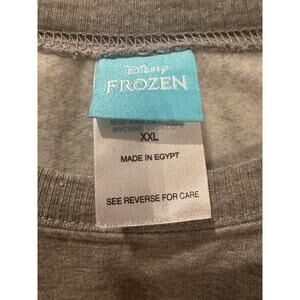 Disney
FROZEN
XXL
MADE IN EGYPT
SEE REVERSE FOR CARE